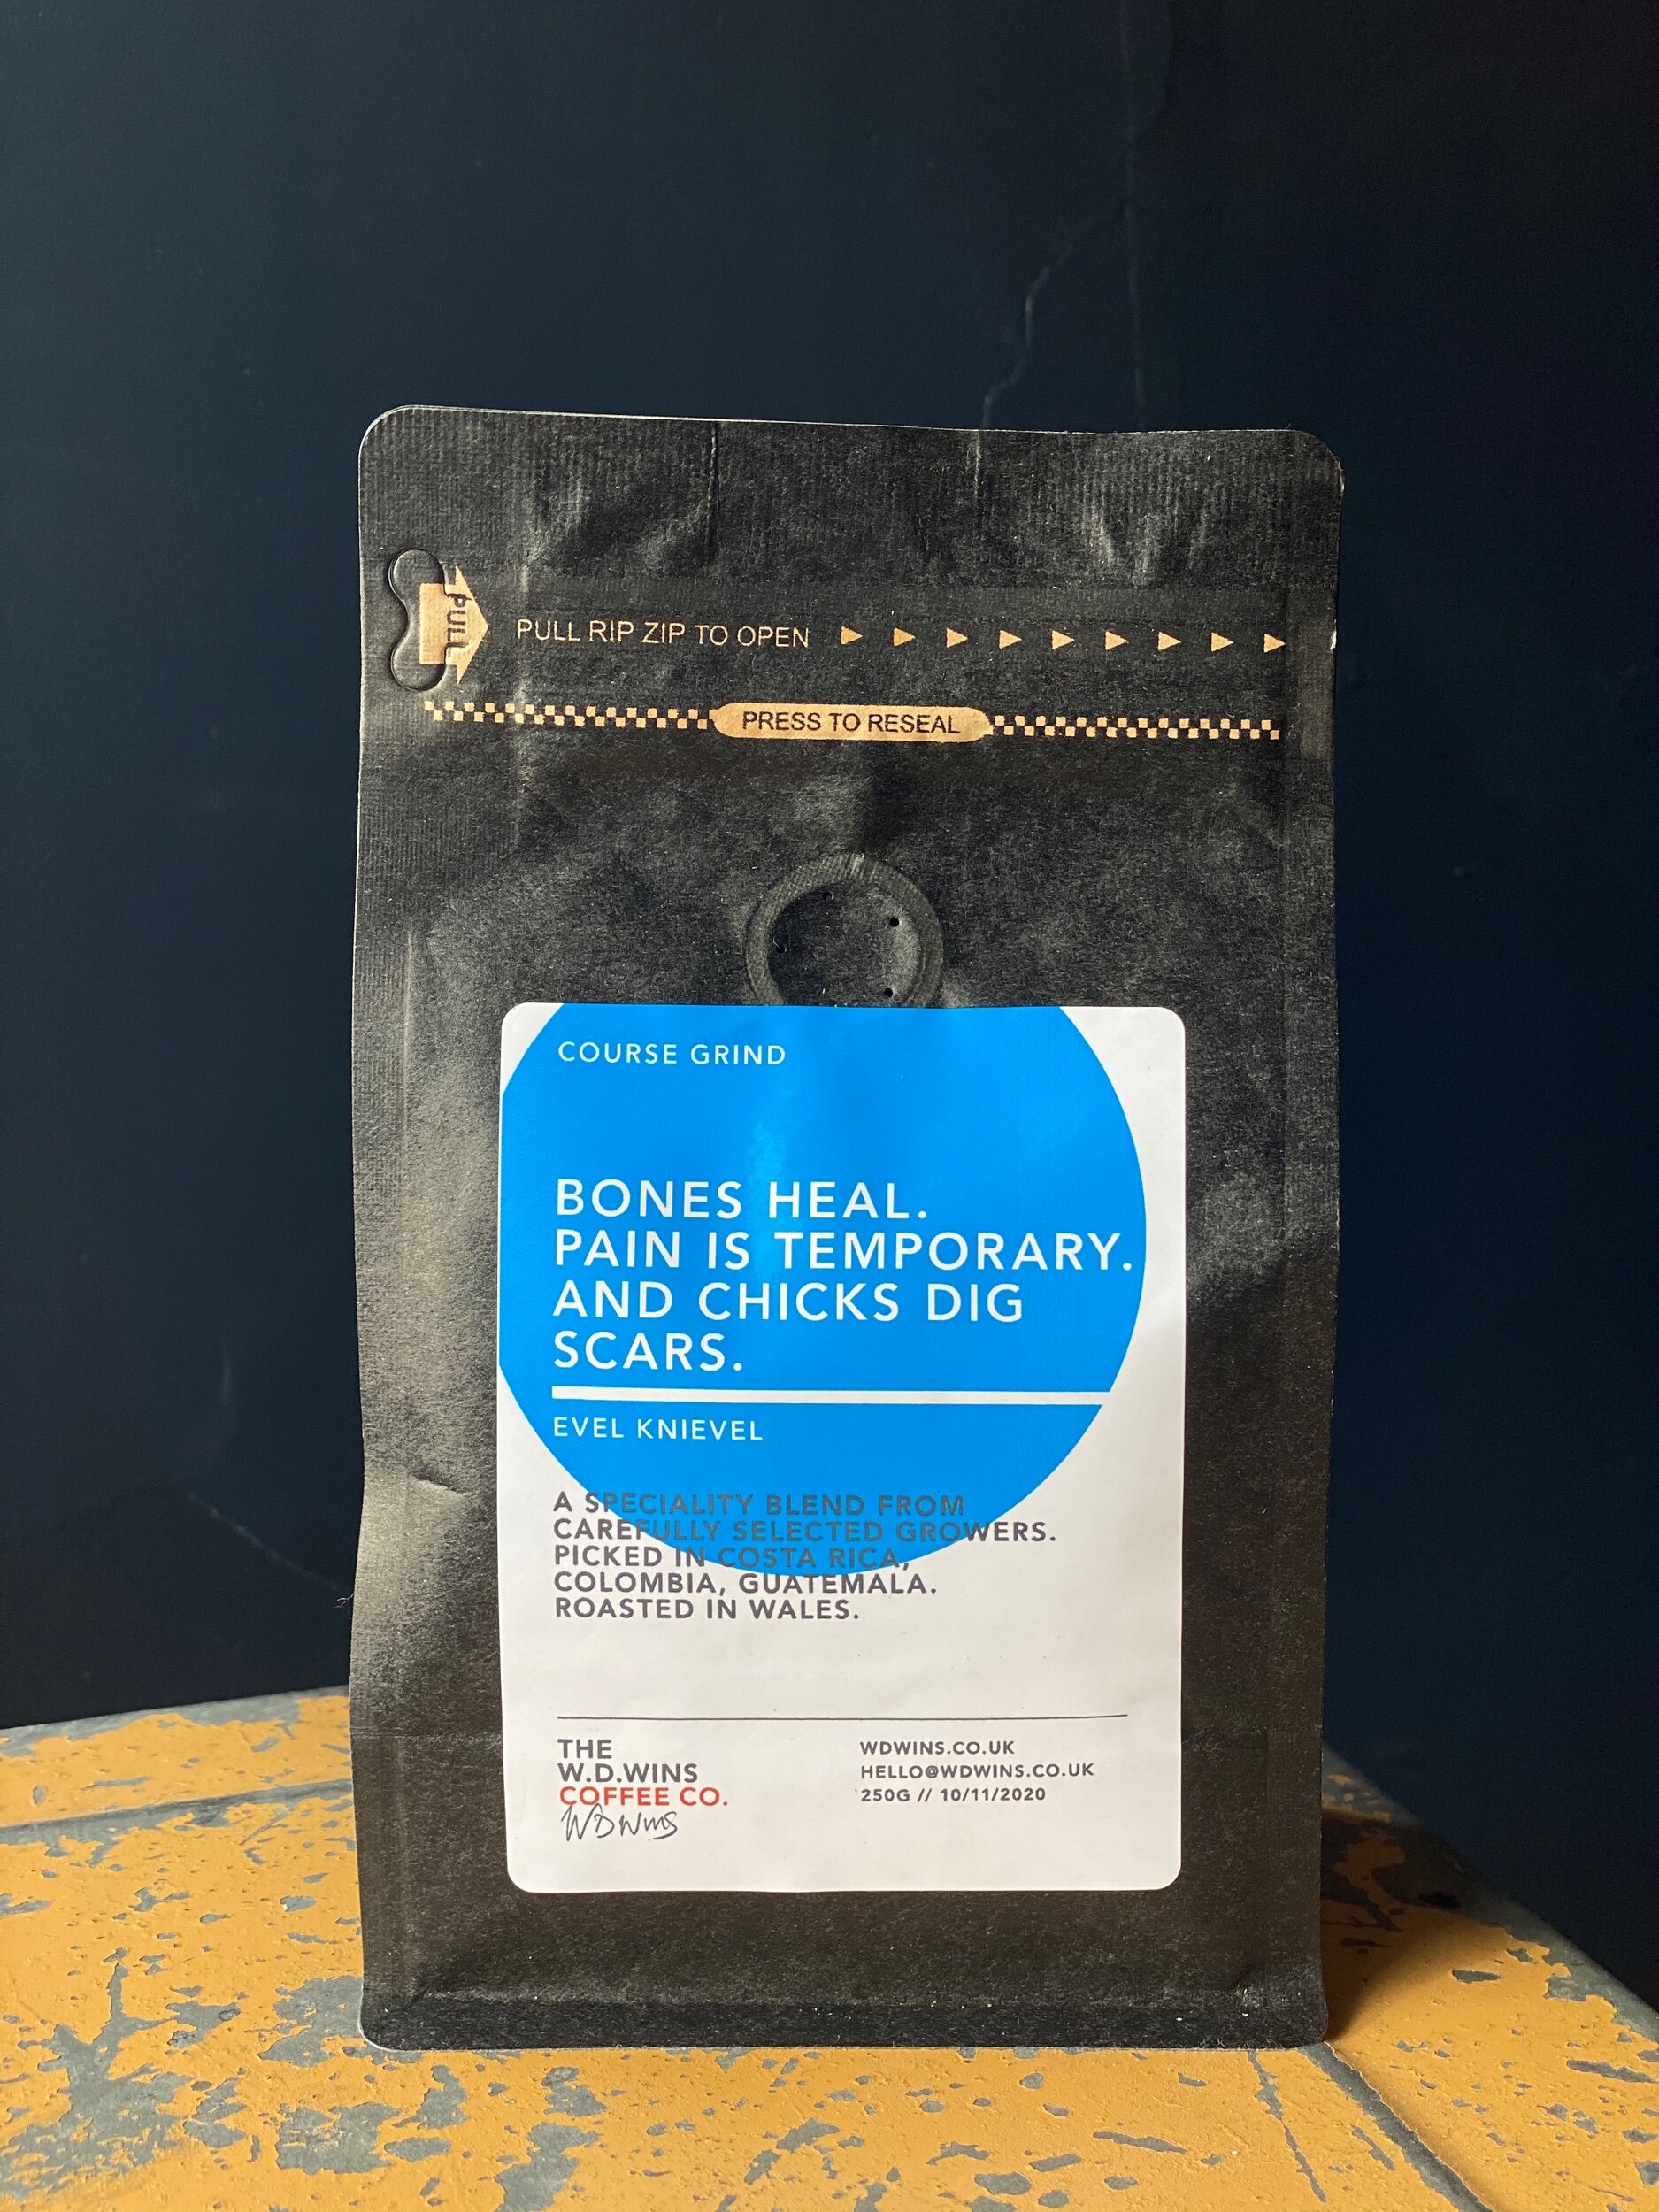 PULL
PULL RIP ZIP TO OPEN
PRESS TO RESEAL
COURSE GRIND
BONES HEAL.
PAIN IS TEMPORARY.
AND CHICKS DIG
SCARS.
EVEL KNIEVEL
A SPECIALITY BLEND FROM
CAREFULLY SELECTED GROWERS.
PICKED IN COSTA RICA,
COLOMBIA, GUATEMALA.
ROASTED IN WALES.
THE
W.D.WINS
COFFEE CO.
WDWins
WDWINS.CO.UK
HELLO@WDWINS.CO.UK
250G // 10/11/2020